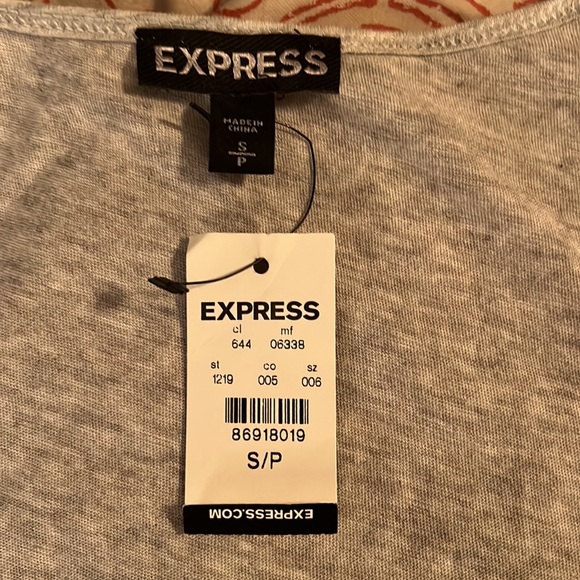 EXPRESS
MADE IN
CHINA
S
P
EXPRESS
cl mf
644 06338
st co sz
1219 005 006
86918019
S/P
EXPRESS.COM